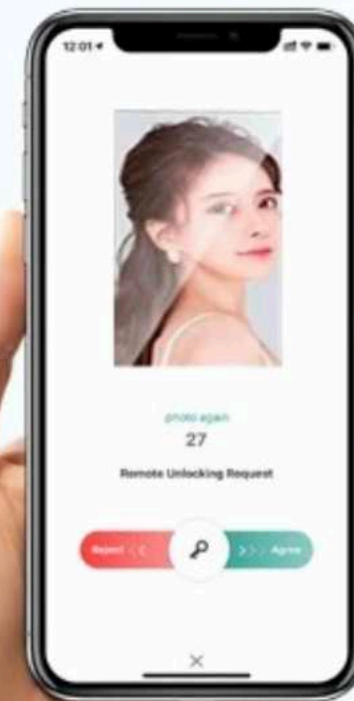 12:01
photo again
27
Remote Unlocking Request
Reject << >>> Agree